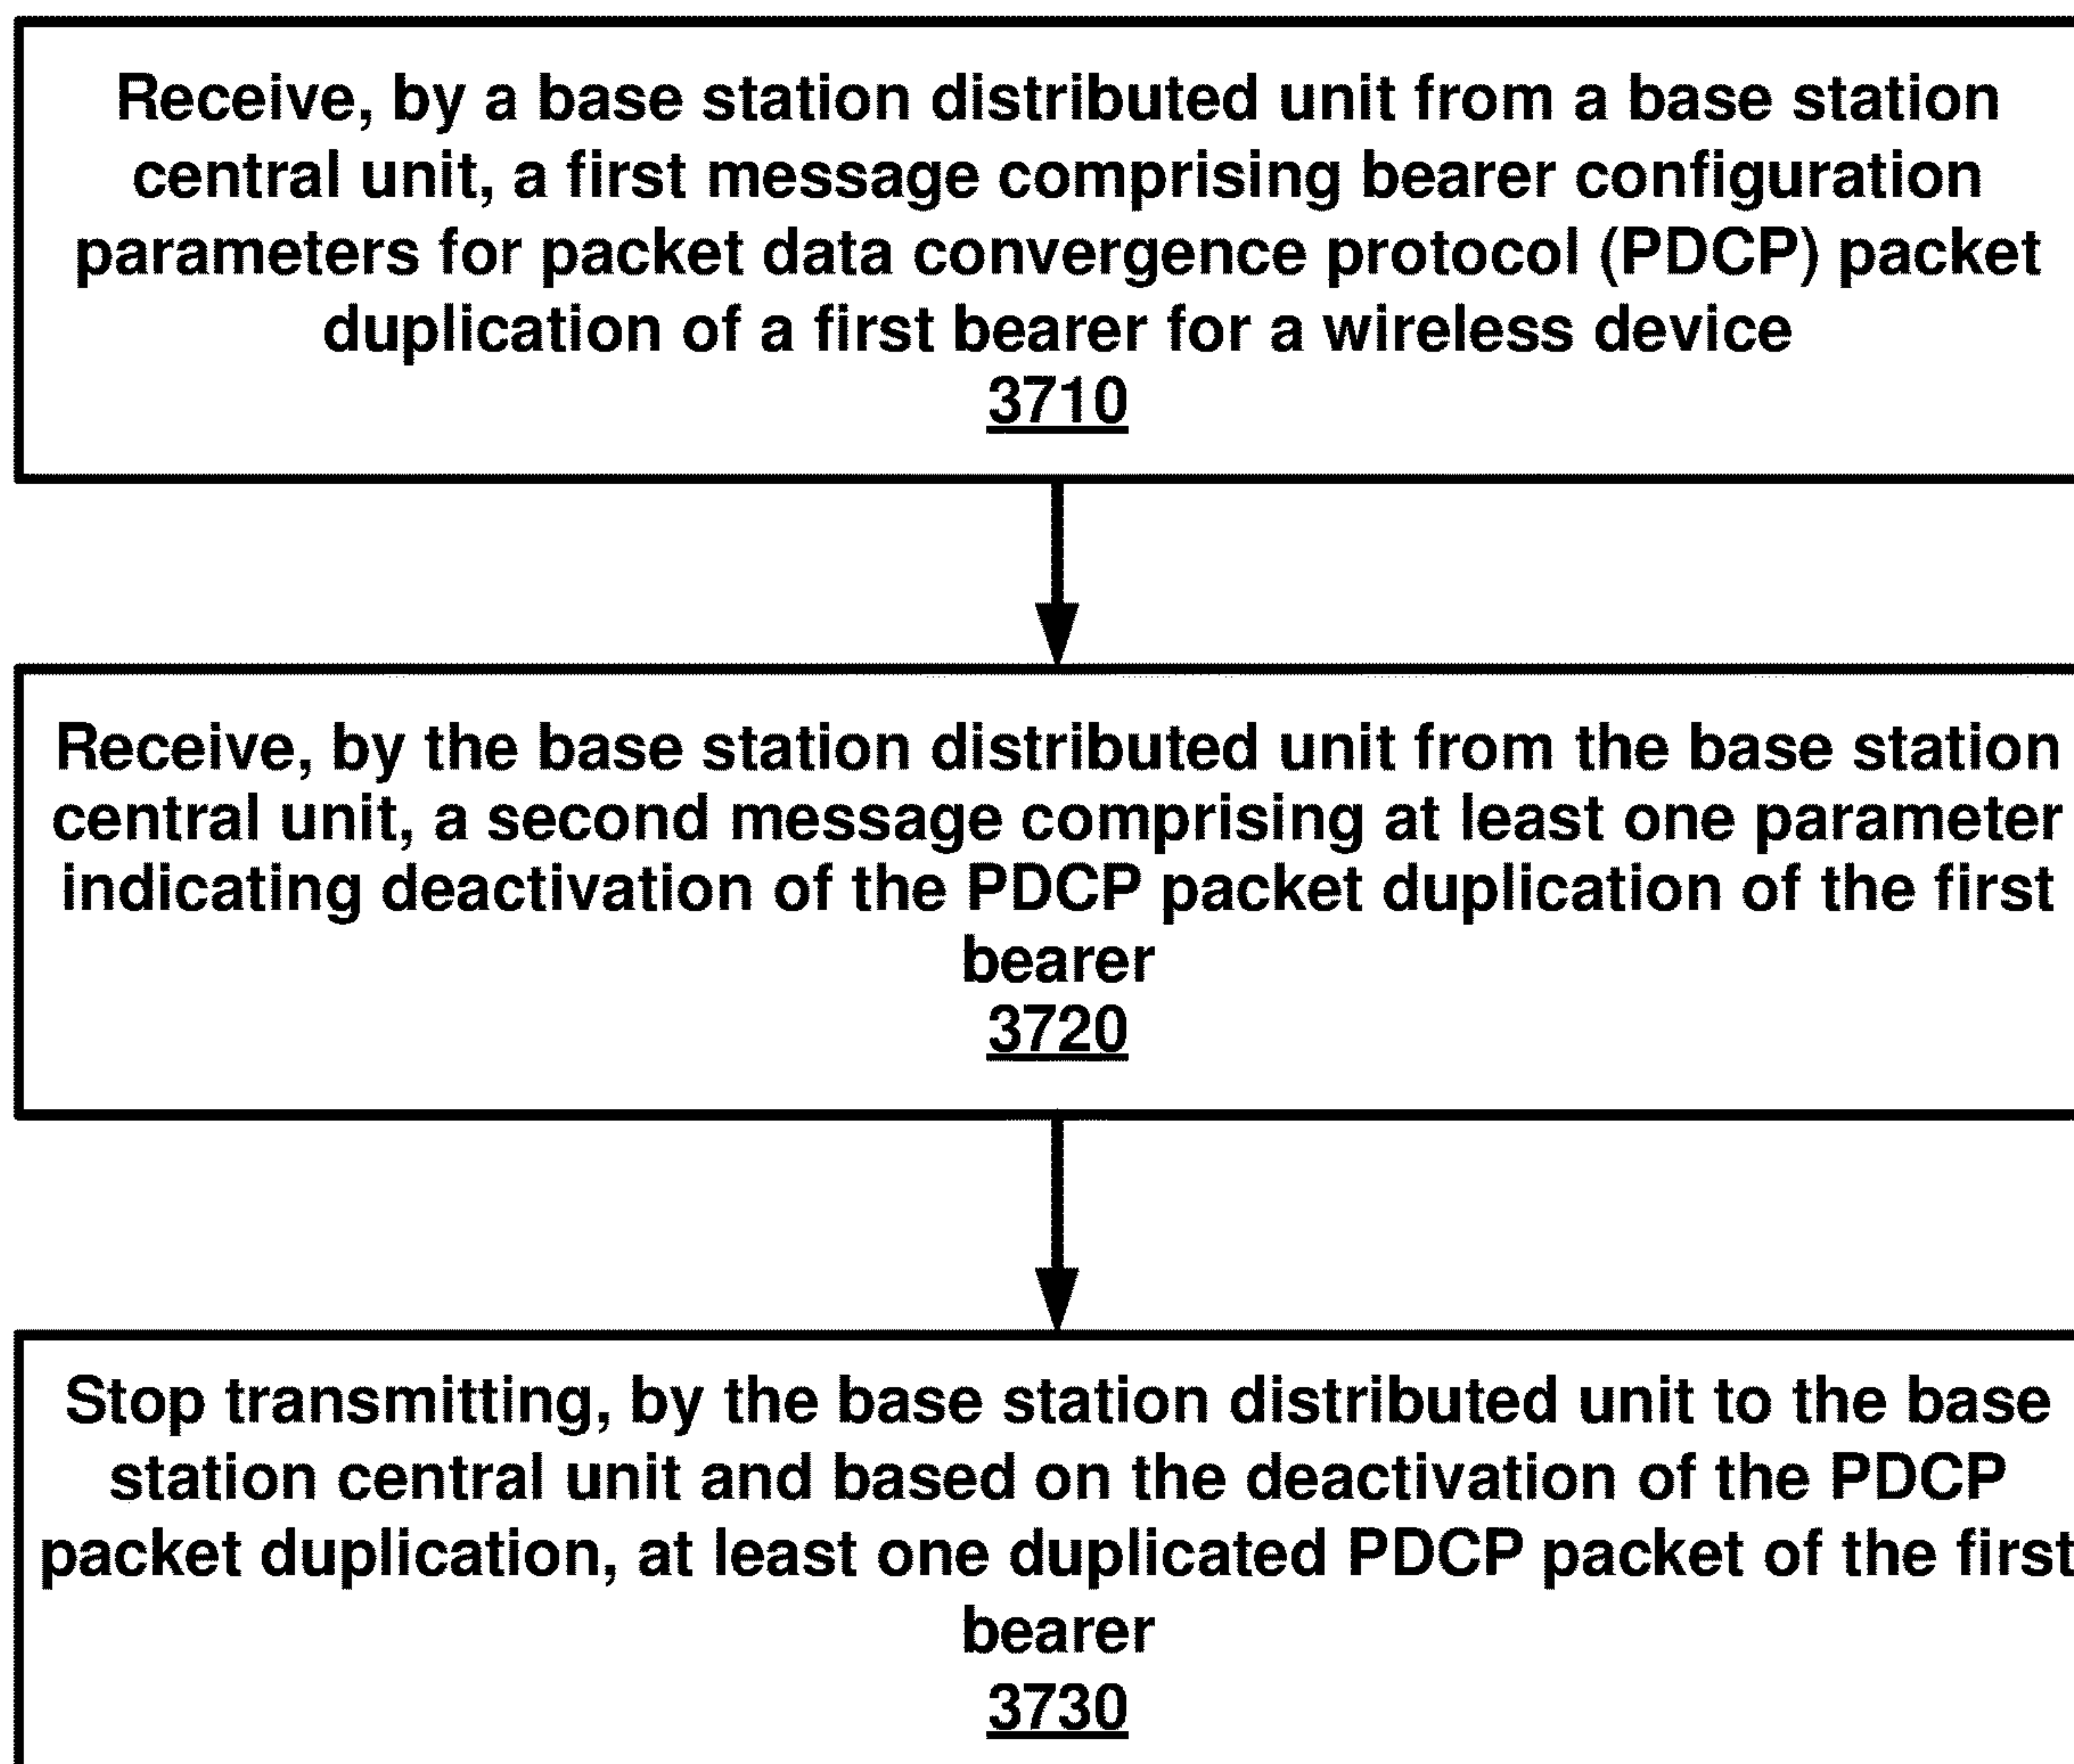 Receive, by a base station distributed unit from a base station
central unit, a first message comprising bearer configuration
parameters for packet data convergence protocol (PDCP) packet
duplication of a first bearer for a wireless device
3710
Receive, by the base station distributed unit from the base station
central unit, a second message comprising at least one parameter
indicating deactivation of the PDCP packet duplication of the first
bearer
3720
Stop transmitting, by the base station distributed unit to the base
station central unit and based on the deactivation of the PDCP
packet duplication, at least one duplicated PDCP packet of the first
bearer
3730